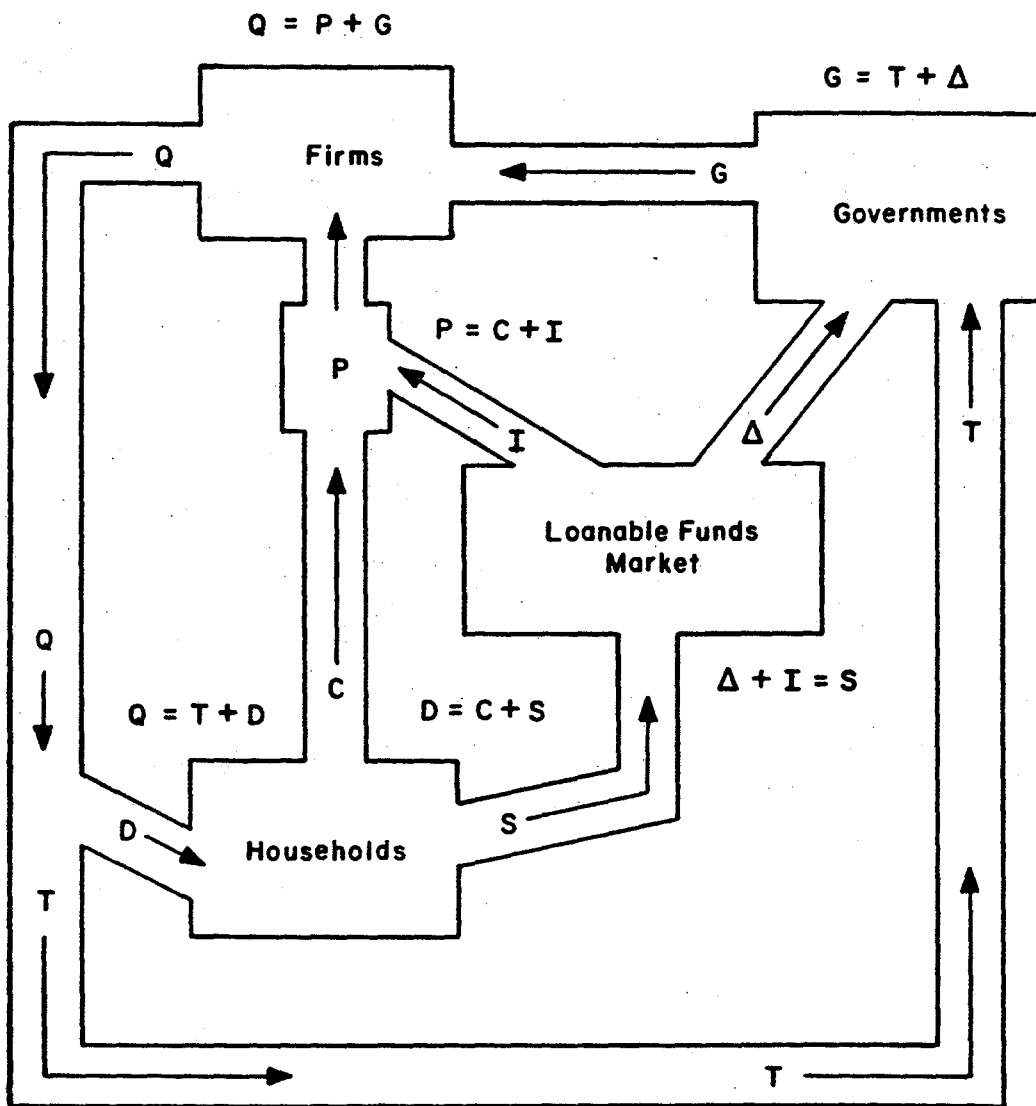 Q = P + G
G = T + Δ
Q
Firms
G
Governments
P = C + I
P
I
Δ
T
Loanable Funds
Market
Q
C
Δ + I = S
Q = T + D
D = C + S
D
S
Households
T
T